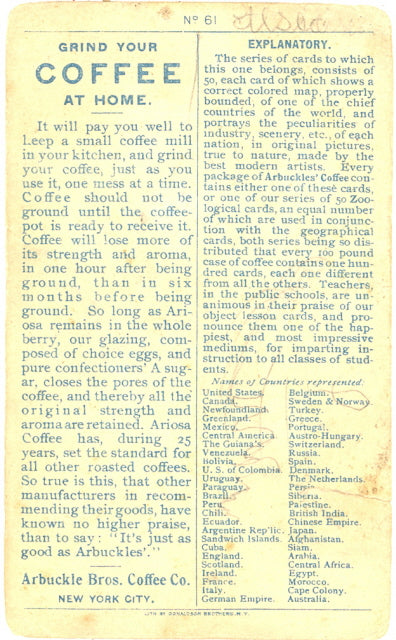 No 61
GRIND YOUR
COFFEE
AT HOME.
It will pay you well to
keep a small coffee mill
in your kitchen, and grind
your coffee, just as you
use it, one mess at a time.
Coffee should not be
ground until the coffee-
pot is ready to receive it.
Coffee will lose more of
its strength and aroma,
in one hour after being
ground, than in six
months before being
ground. So long as Ari-
osa remains in the whole
berry, our glazing, com-
posed of choice eggs, and
pure confectioners' A sug-
ar, closes the pores of the
coffee, and thereby all the
original strength and
aroma are retained. Ariosa
Coffee has, during 25
years, set the standard for
all other roasted coffees.
So true is this, that other
manufacturers in recom-
mending their goods, have
known no higher praise,
than to say: "It's just as
good as Arbuckles'."
Arbuckle Bros. Coffee Co.
NEW YORK CITY.
EXPLANATORY.
The series of cards to which
this one belongs, consists of
50, each card of which shows a
correct colored map, properly
bounded, of one of the chief
countries of the world, and
portrays the peculiarities of
industry, scenery, etc., of each
nation, in original pictures,
true to nature, made by the
best modern artists. Every
package of Arbuckles' Coffee con-
tains either one of these cards,
or one of our series of 50 Zoo-
logical cards, an equal number
of which are used in conjunc-
tion with the geographical
cards, both series being so dis-
tributed that every 100 pound
case of coffee contains one hun-
dred cards, each one different
from all the others. Teachers,
in the public schools, are un-
animous in their praise of our
object lesson cards, and pro-
nounce them one of the hap-
piest, and most impressive
mediums, for imparting in-
struction to all classes of stud-
ents.
Names of Countries represented.
United States. Belgium.
Canada. Sweden & Norway.
Newfoundland. Turkey.
Greenland. Greece.
Mexico. Portugal.
Central America. Austro-Hungary.
The Guiana's. Switzerland.
Venezuela. Russia.
Bolivia. Spain.
U. S. of Colombia. Denmark.
Uruguay. The Netherlands.
Paraguay. Persia.
Brazil. Siberia.
Peru. Palestine.
Chili. British India.
Ecuador. Chinese Empire.
Argentine Rep'lic. Japan.
Sandwich Islands. Afghanistan.
Cuba. Siam.
England. Arabia.
Scotland. Central Africa.
Ireland. Egypt.
France. Morocco.
Italy. Cape Colony.
German Empire. Australia.
LITH. BY DONALDSON BROTHERS, N.Y.